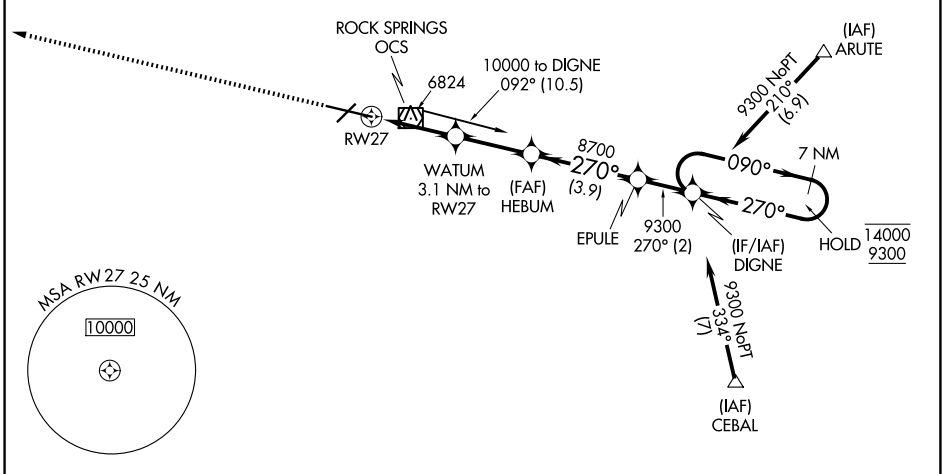 ROCK SPRINGS
OCS
6824
10000 to DIGNE
092° (10.5)
(IAF)
ARUTE
9300 NoPT
210°
(6.9)
RW27
WATUM
3.1 NM to
RW27
(FAF)
HEBUM
8700
270°
(3.9)
EPULE
9300
270° (2)
(IF/IAF)
DIGNE
090°
7 NM
270°
HOLD
14000
9300
9300 NoPT
334°
(7)
(IAF)
CEBAL
MSA RW27 25 NM
10000